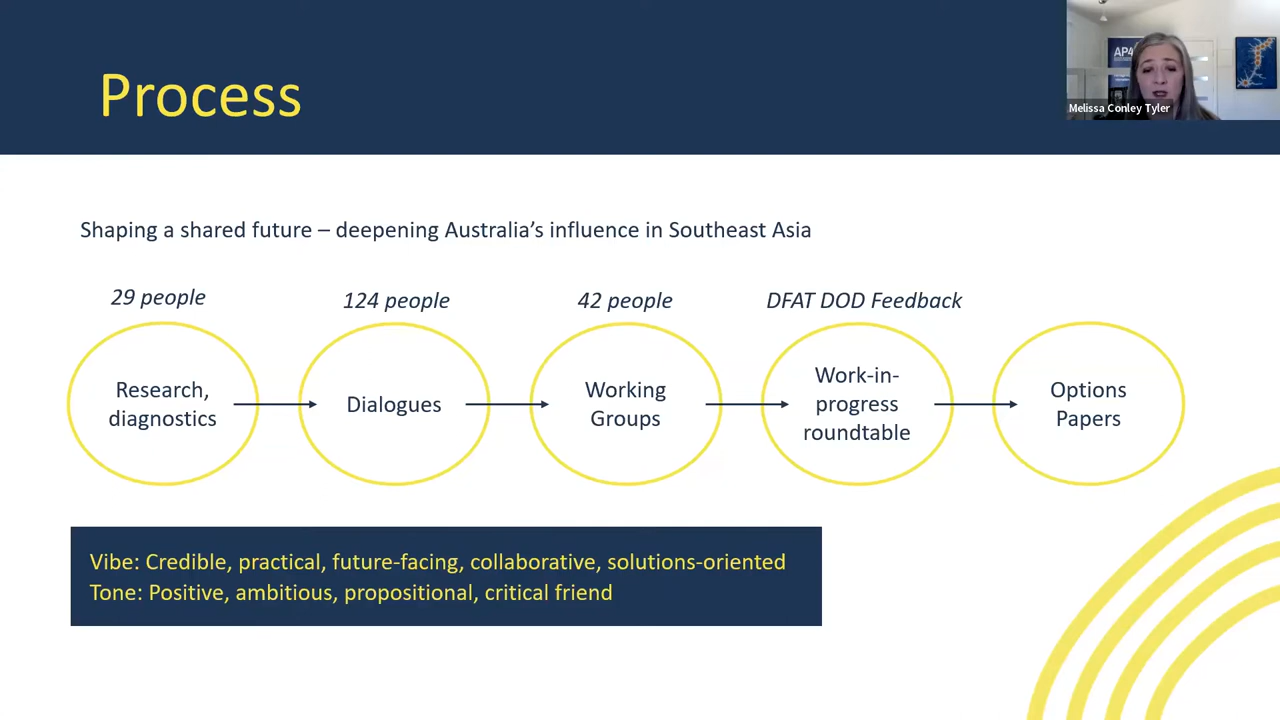 Process
AP4
Melissa Conley Tyler
Shaping a shared future – deepening Australia's influence in Southeast Asia
29 people
124 people
42 people
DFAT DOD Feedback
Research,
diagnostics
Dialogues
Working
Groups
Work-in-
progress
roundtable
Options
Papers
Vibe: Credible, practical, future-facing, collaborative, solutions-oriented
Tone: Positive, ambitious, propositional, critical friend